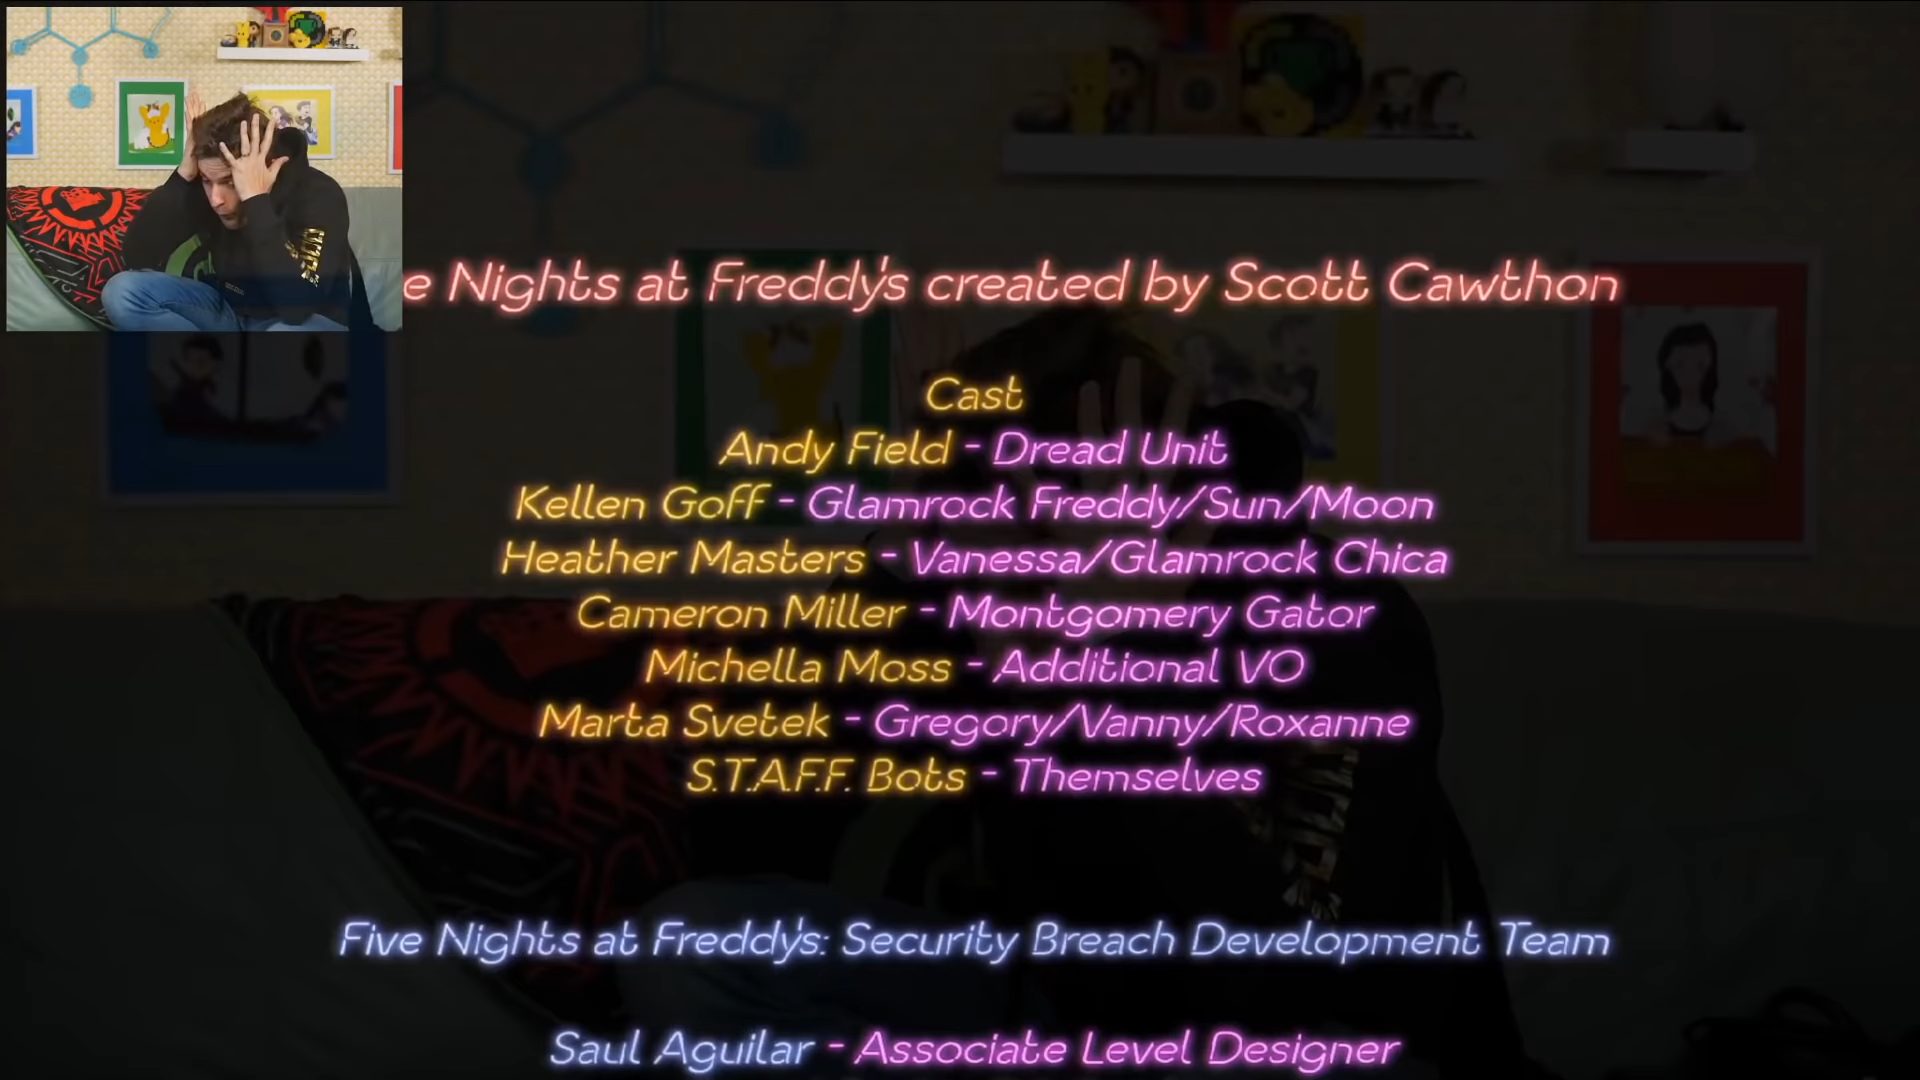 e Nights at Freddy's created by Scott Cawthon
Cast
Andy Field - Dread Unit
Kellen Goff - Glamrock Freddy/Sun/Moon
Heather Masters - Vanessa/Glamrock Chica
Cameron Miller - Montgomery Gator
Michella Moss - Additional VO
Marta Svetek - Gregory/Vanny/Roxanne
S.T.A.F.F. Bots - Themselves
Five Nights at Freddy's: Security Breach Development Team
Saul Aguilar - Associate Level Designer